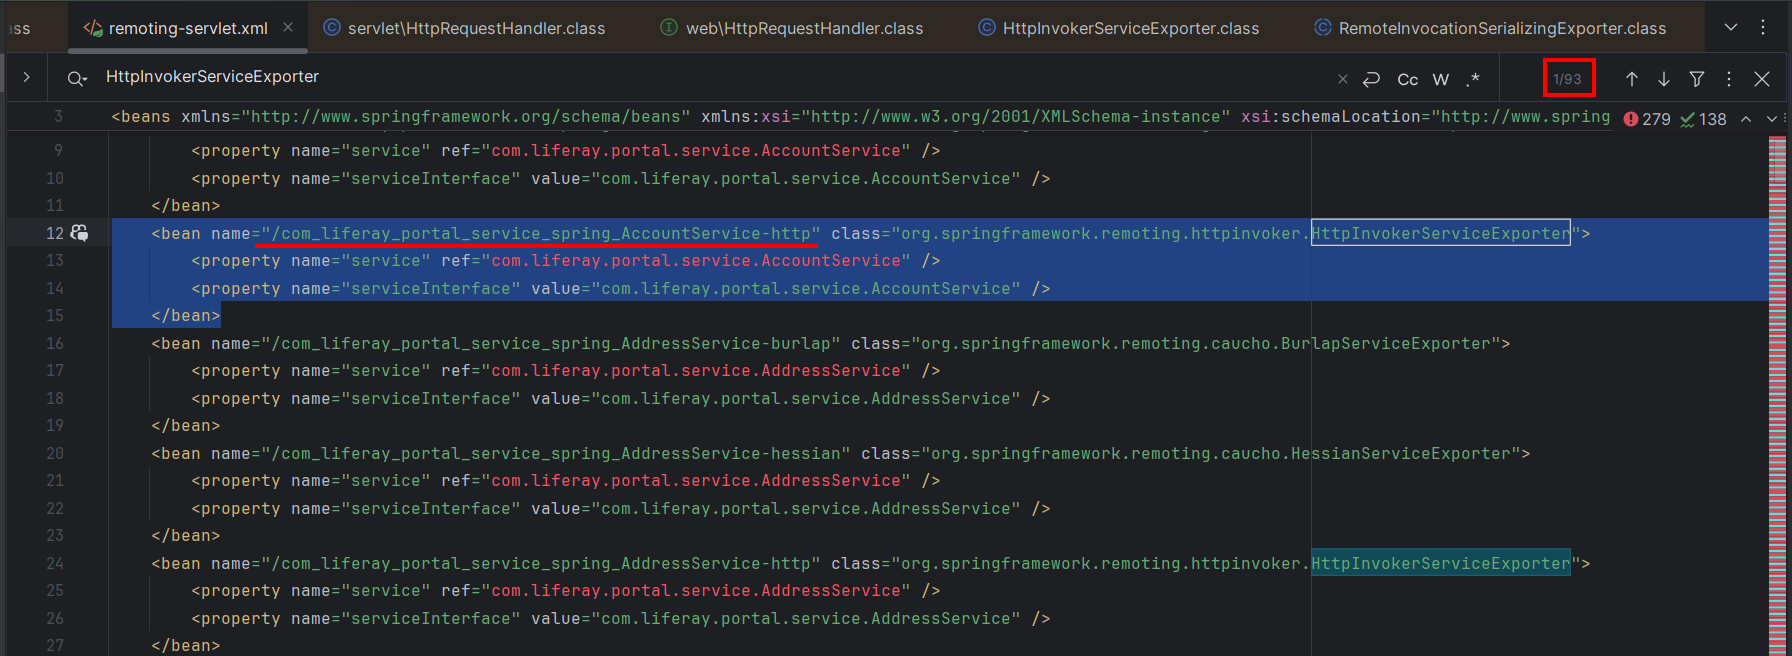 ass remoting-servlet.xml servlet\HttpRequestHandler.class web\HttpRequestHandler.class HttpInvokerServiceExporter.class RemoteInvocationSerializingExporter.class
HttpInvokerServiceExporter Cc W .* 1/93
3 <beans xmlns="http://www.springframework.org/schema/beans" xmlns:xsi="http://www.w3.org/2001/XMLSchema-instance" xsi:schemaLocation="http://www.spring 279 138
9 <property name="service" ref="com.liferay.portal.service.AccountService" />
10 <property name="serviceInterface" value="com.liferay.portal.service.AccountService" />
11 </bean>
12 <bean name="/com_liferay_portal_service_spring_AccountService-http" class="org.springframework.remoting.httpinvoker.HttpInvokerServiceExporter">
13 <property name="service" ref="com.liferay.portal.service.AccountService" />
14 <property name="serviceInterface" value="com.liferay.portal.service.AccountService" />
15 </bean>
16 <bean name="/com_liferay_portal_service_spring_AddressService-burlap" class="org.springframework.remoting.caucho.BurlapServiceExporter">
17 <property name="service" ref="com.liferay.portal.service.AddressService" />
18 <property name="serviceInterface" value="com.liferay.portal.service.AddressService" />
19 </bean>
20 <bean name="/com_liferay_portal_service_spring_AddressService-hessian" class="org.springframework.remoting.caucho.HessianServiceExporter">
21 <property name="service" ref="com.liferay.portal.service.AddressService" />
22 <property name="serviceInterface" value="com.liferay.portal.service.AddressService" />
23 </bean>
24 <bean name="/com_liferay_portal_service_spring_AddressService-http" class="org.springframework.remoting.httpinvoker.HttpInvokerServiceExporter">
25 <property name="service" ref="com.liferay.portal.service.AddressService" />
26 <property name="serviceInterface" value="com.liferay.portal.service.AddressService" />
27 </bean>